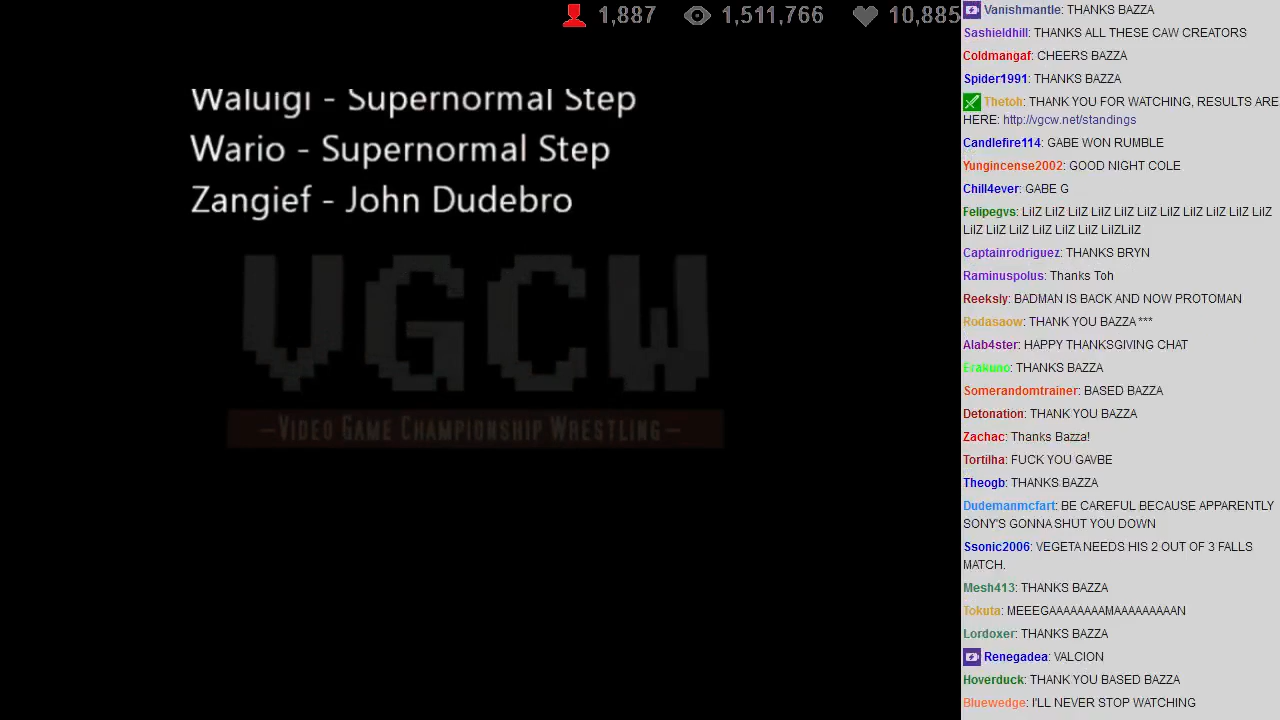 1,887 1,511,766 10,885
Waluigi - Supernormal Step
Wario - Supernormal Step
Zangief - John Dudebro
VGCW
—VIDEO GAME CHAMPIONSHIP WRESTLING—
Vanishmantle: THANKS BAZZA
Sashieldhill: THANKS ALL THESE CAW CREATORS
Coldmangaf: CHEERS BAZZA
Spider1991: THANKS BAZZA
Thetoh: THANK YOU FOR WATCHING, RESULTS ARE
HERE: http://vgcw.net/standings
Candlefire114: GABE WON RUMBLE
Yungincense2002: GOOD NIGHT COLE
Chill4ever: GABE G
Felipegvs: LilZ LilZ LilZ LilZ LilZ LilZ LilZ LilZ LilZ LilZ LilZ
LilZ LilZ LilZ LilZ LilZ LilZ LilZLilZ
Captainrodriguez: THANKS BRYN
Raminuspolus: Thanks Toh
Reeksly: BADMAN IS BACK AND NOW PROTOMAN
Rodasaow: THANK YOU BAZZA ***
Alab4ster: HAPPY THANKSGIVING CHAT
Erakuno: THANKS BAZZA
Somerandomtrainer: BASED BAZZA
Detonation: THANK YOU BAZZA
Zachac: Thanks Bazza!
Tortilha: FUCK YOU GAVBE
Theogb: THANKS BAZZA
Dudemanmcfart: BE CAREFUL BECAUSE APPARENTLY
SONY'S GONNA SHUT YOU DOWN
Ssonic2006: VEGETA NEEDS HIS 2 OUT OF 3 FALLS
MATCH.
Mesh413: THANKS BAZZA
Tokuta: MEEEGAAAAAAAAMAAAAAAAAAN
Lordoxer: THANKS BAZZA
Renegadea: VALCION
Hoverduck: THANK YOU BASED BAZZA
Bluewedge: I'LL NEVER STOP WATCHING